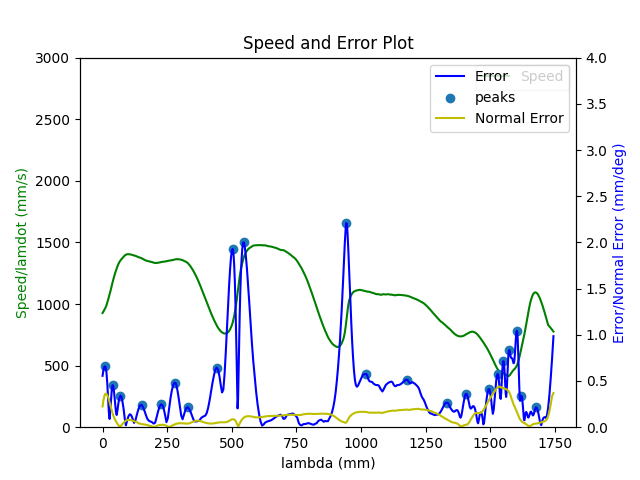 Speed and Error Plot
3000
2500
2000
1500
1000
500
0
Speed/lamdot (mm/s)
4.0
3.5
3.0
2.5
2.0
1.5
1.0
0.5
0.0
Error/Normal Error (mm/deg)
Error
Speed
peaks
Normal Error
0 250 500 750 1000 1250 1500 1750
lambda (mm)